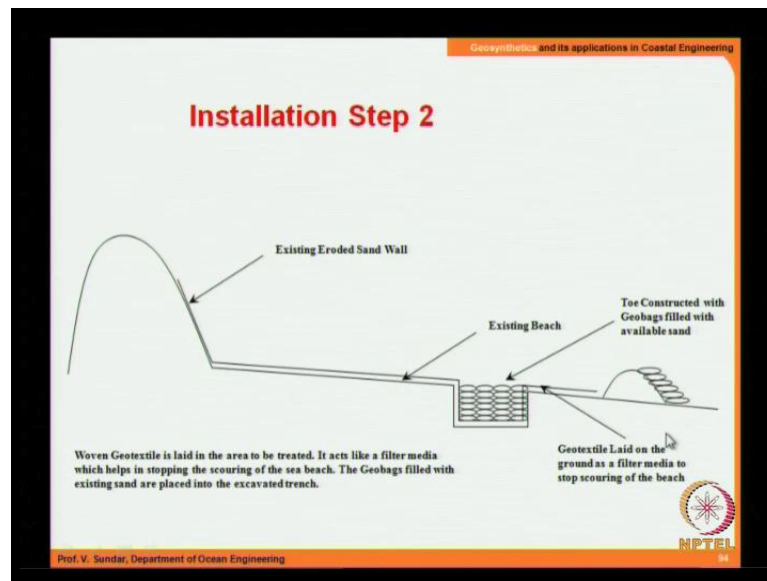 Geosynthetics and its applications in Coastal Engineering
Installation Step 2
Existing Eroded Sand Wall
Existing Beach
Toe Constructed with
Geobags filled with
available sand
Woven Geotextile is laid in the area to be treated. It acts like a filter media
which helps in stopping the scouring of the sea beach. The Geobags filled with
existing sand are placed into the excavated trench.
Geotextile Laid on the
ground as a filter media to
stop scouring of the beach
NPTEL
Prof. V. Sundar, Department of Ocean Engineering
94